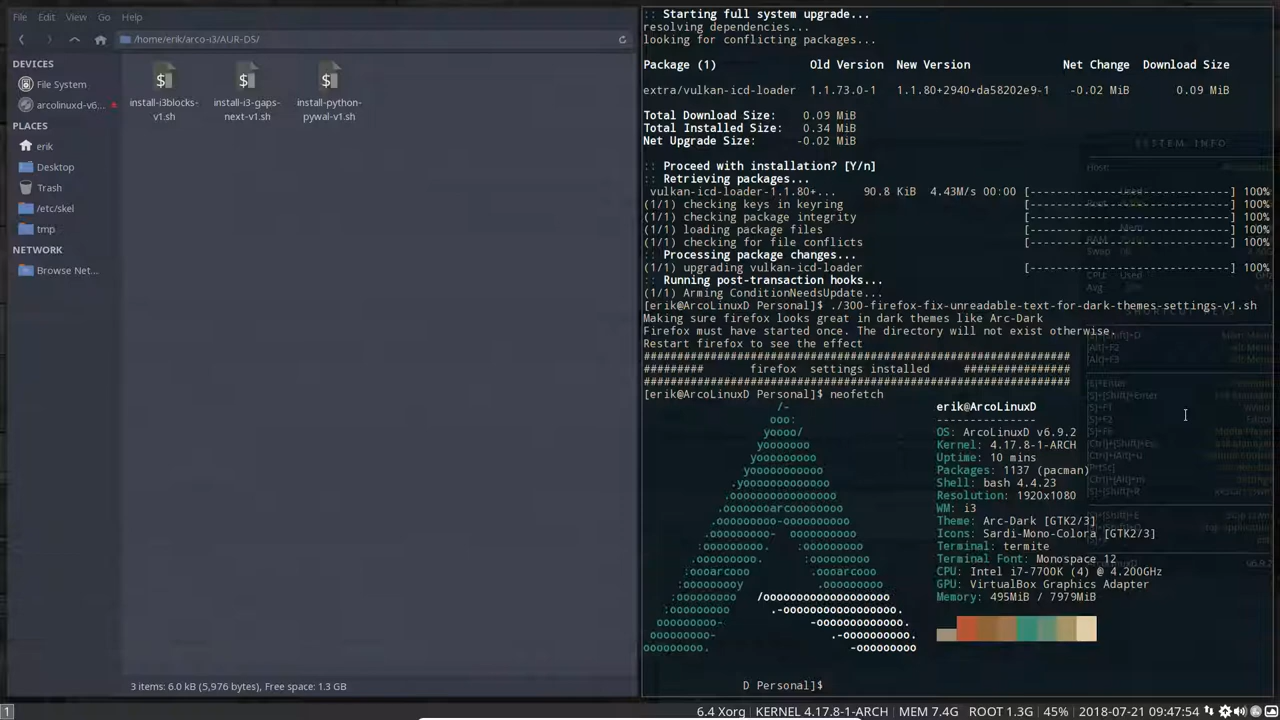 File Edit View Go Help
/home/erik/arco-i3/AUR-DS/
DEVICES
File System
arcolinuxd-v6...
PLACES
erik
Desktop
Trash
/etc/skel
tmp
NETWORK
Browse Net...
install-i3blocks-
v1.sh
install-i3-gaps-
next-v1.sh
install-python-
pywal-v1.sh
3 items: 6.0 kB (5,976 bytes), Free space: 1.3 GB
:: Starting full system upgrade...
resolving dependencies...
looking for conflicting packages...
Package (1) Old Version New Version Net Change Download Size
extra/vulkan-icd-loader 1.1.73.0-1 1.1.80+2940+da58202e9-1 -0.02 MiB 0.09 MiB
Total Download Size: 0.09 MiB
Total Installed Size: 0.34 MiB
Net Upgrade Size: -0.02 MiB
:: Proceed with installation? [Y/n]
:: Retrieving packages...
vulkan-icd-loader-1.1.80+... 90.8 KiB 4.43M/s 00:00 [------------------------------] 100%
(1/1) checking keys in keyring [------------------------------] 100%
(1/1) checking package integrity [------------------------------] 100%
(1/1) loading package files [------------------------------] 100%
(1/1) checking for file conflicts [------------------------------] 100%
:: Processing package changes...
(1/1) upgrading vulkan-icd-loader [------------------------------] 100%
:: Running post-transaction hooks...
(1/1) Arming ConditionNeedsUpdate...
[erik@ArcoLinuxD Personal]$ ./300-firefox-fix-unreadable-text-for-dark-themes-settings-v1.sh
Making sure firefox looks great in dark themes like Arc-Dark
Firefox must have started once. The directory will not exist otherwise.
Restart firefox to see the effect
######### firefox settings installed ################
[erik@ArcoLinuxD Personal]$ neofetch
erik@ArcoLinuxD
---------------
OS: ArcoLinuxD v6.9.2
Kernel: 4.17.8-1-ARCH
Uptime: 10 mins
Packages: 1137 (pacman)
Shell: bash 4.4.23
Resolution: 1920x1080
WM: i3
Theme: Arc-Dark [GTK2/3]
Icons: Sardi-Mono-Colora [GTK2/3]
Terminal: termite
Terminal Font: Monospace 12
CPU: Intel i7-7700K (4) @ 4.200GHz
GPU: VirtualBox Graphics Adapter
Memory: 495MiB / 7979MiB
D Personal]$
SYSTEM INFO
1
6.4 Xorg | KERNEL 4.17.8-1-ARCH | MEM 7.4G | ROOT 1.3G | 45% | 2018-07-21 09:47:54